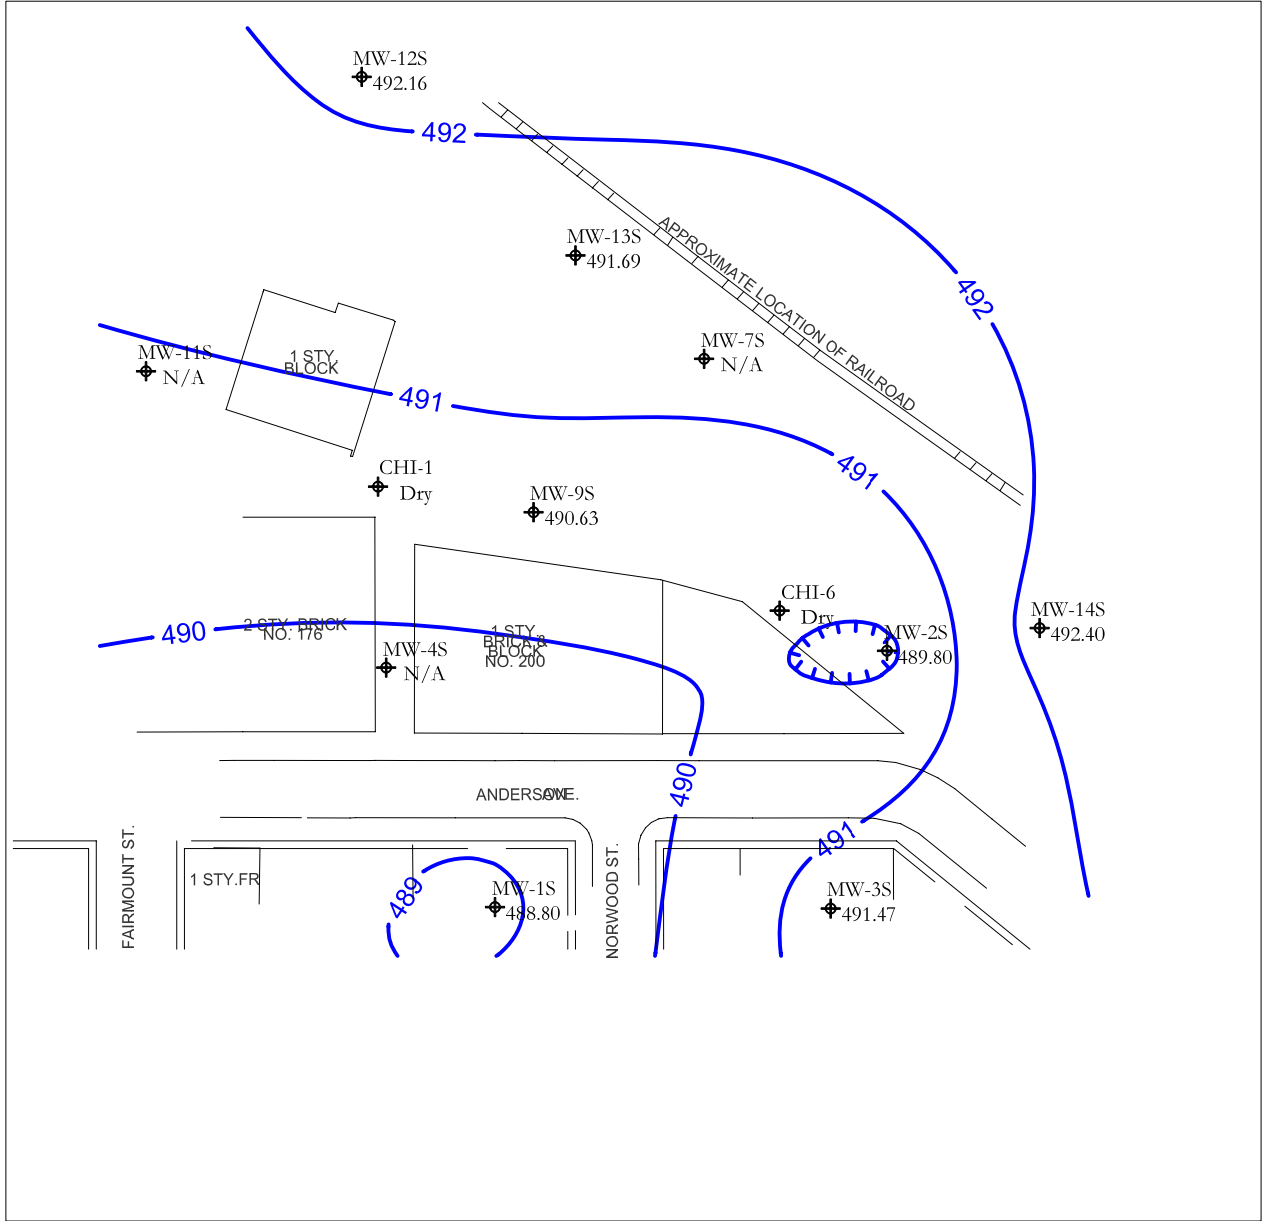 MW-12S
492.16
492
MW-13S
491.69
APPROXIMATE LOCATION OF RAILROAD
492
MW-7S
N/A
MW-11S
N/A
1 STY.
BLOCK
491
491
CHI-1
Dry
MW-9S
490.63
CHI-6
Dry
MW-14S
492.40
490
2 STY. BRICK
NO. 176
1 STY.
BRICK &
BLOCK
NO. 200
MW-2S
489.80
MW-4S
N/A
490
ANDERSON AVE.
491
FAIRMOUNT ST.
1 STY.FR
489
MW-1S
488.80
NORWOOD ST.
MW-3S
491.47